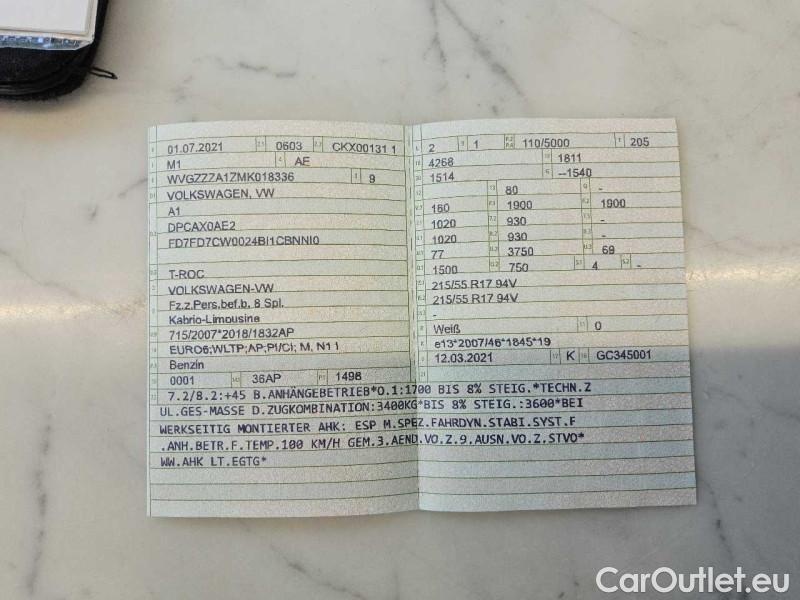 01.07.2021 0603 CKX00131 1
M1 AE
WVGZZZA1ZMK018336 9
VOLKSWAGEN, VW
A1
DPCAX0AE2
FD7FD7CW0024BI1CBNNI0
T-ROC
VOLKSWAGEN-VW
Fz.z.Pers.bef.b. 8 Spl.
Kabrio-Limousine
715/2007*2018/1832AP
EURO6;WLTP;AP,PI/CI; M, N1 I
Benzin
0001 36AP 1498
2 1 110/5000 205
4268 1811
1514 --1540
80 -
160 1900 1900
1020 930 -
1020 930 -
77 3750 69
1500 750 4 -
215/55 R17 94V
215/55 R17 94V
-
Weiß 0
e13*2007/46*1845*19
12.03.2021 K GC345001
7.2/8.2:+45 B.ANHÄNGEBETRIEB*O.1:1700 BIS 8% STEIG.*TECHN.Z
UL.GES-MASSE D.ZUGKOMBINATION:3400KG*BIS 8% STEIG.:3600*BEI
WERKSEITIG MONTIERTER AHK: ESP M.SPEZ.FAHRDYN.STABI.SYST.F
.ANH.BETR.F.TEMP.100 KM/H GEM.3.AEND.VO.Z.9.AUSN.VO.Z.STVO*
WW.AHK LT.EGTG*
CarOutlet.eu